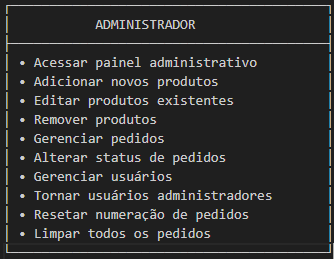 ADMINISTRADOR
• Acessar painel administrativo
• Adicionar novos produtos
• Editar produtos existentes
• Remover produtos
• Gerenciar pedidos
• Alterar status de pedidos
• Gerenciar usuários
• Tornar usuários administradores
• Resetar numeração de pedidos
• Limpar todos os pedidos